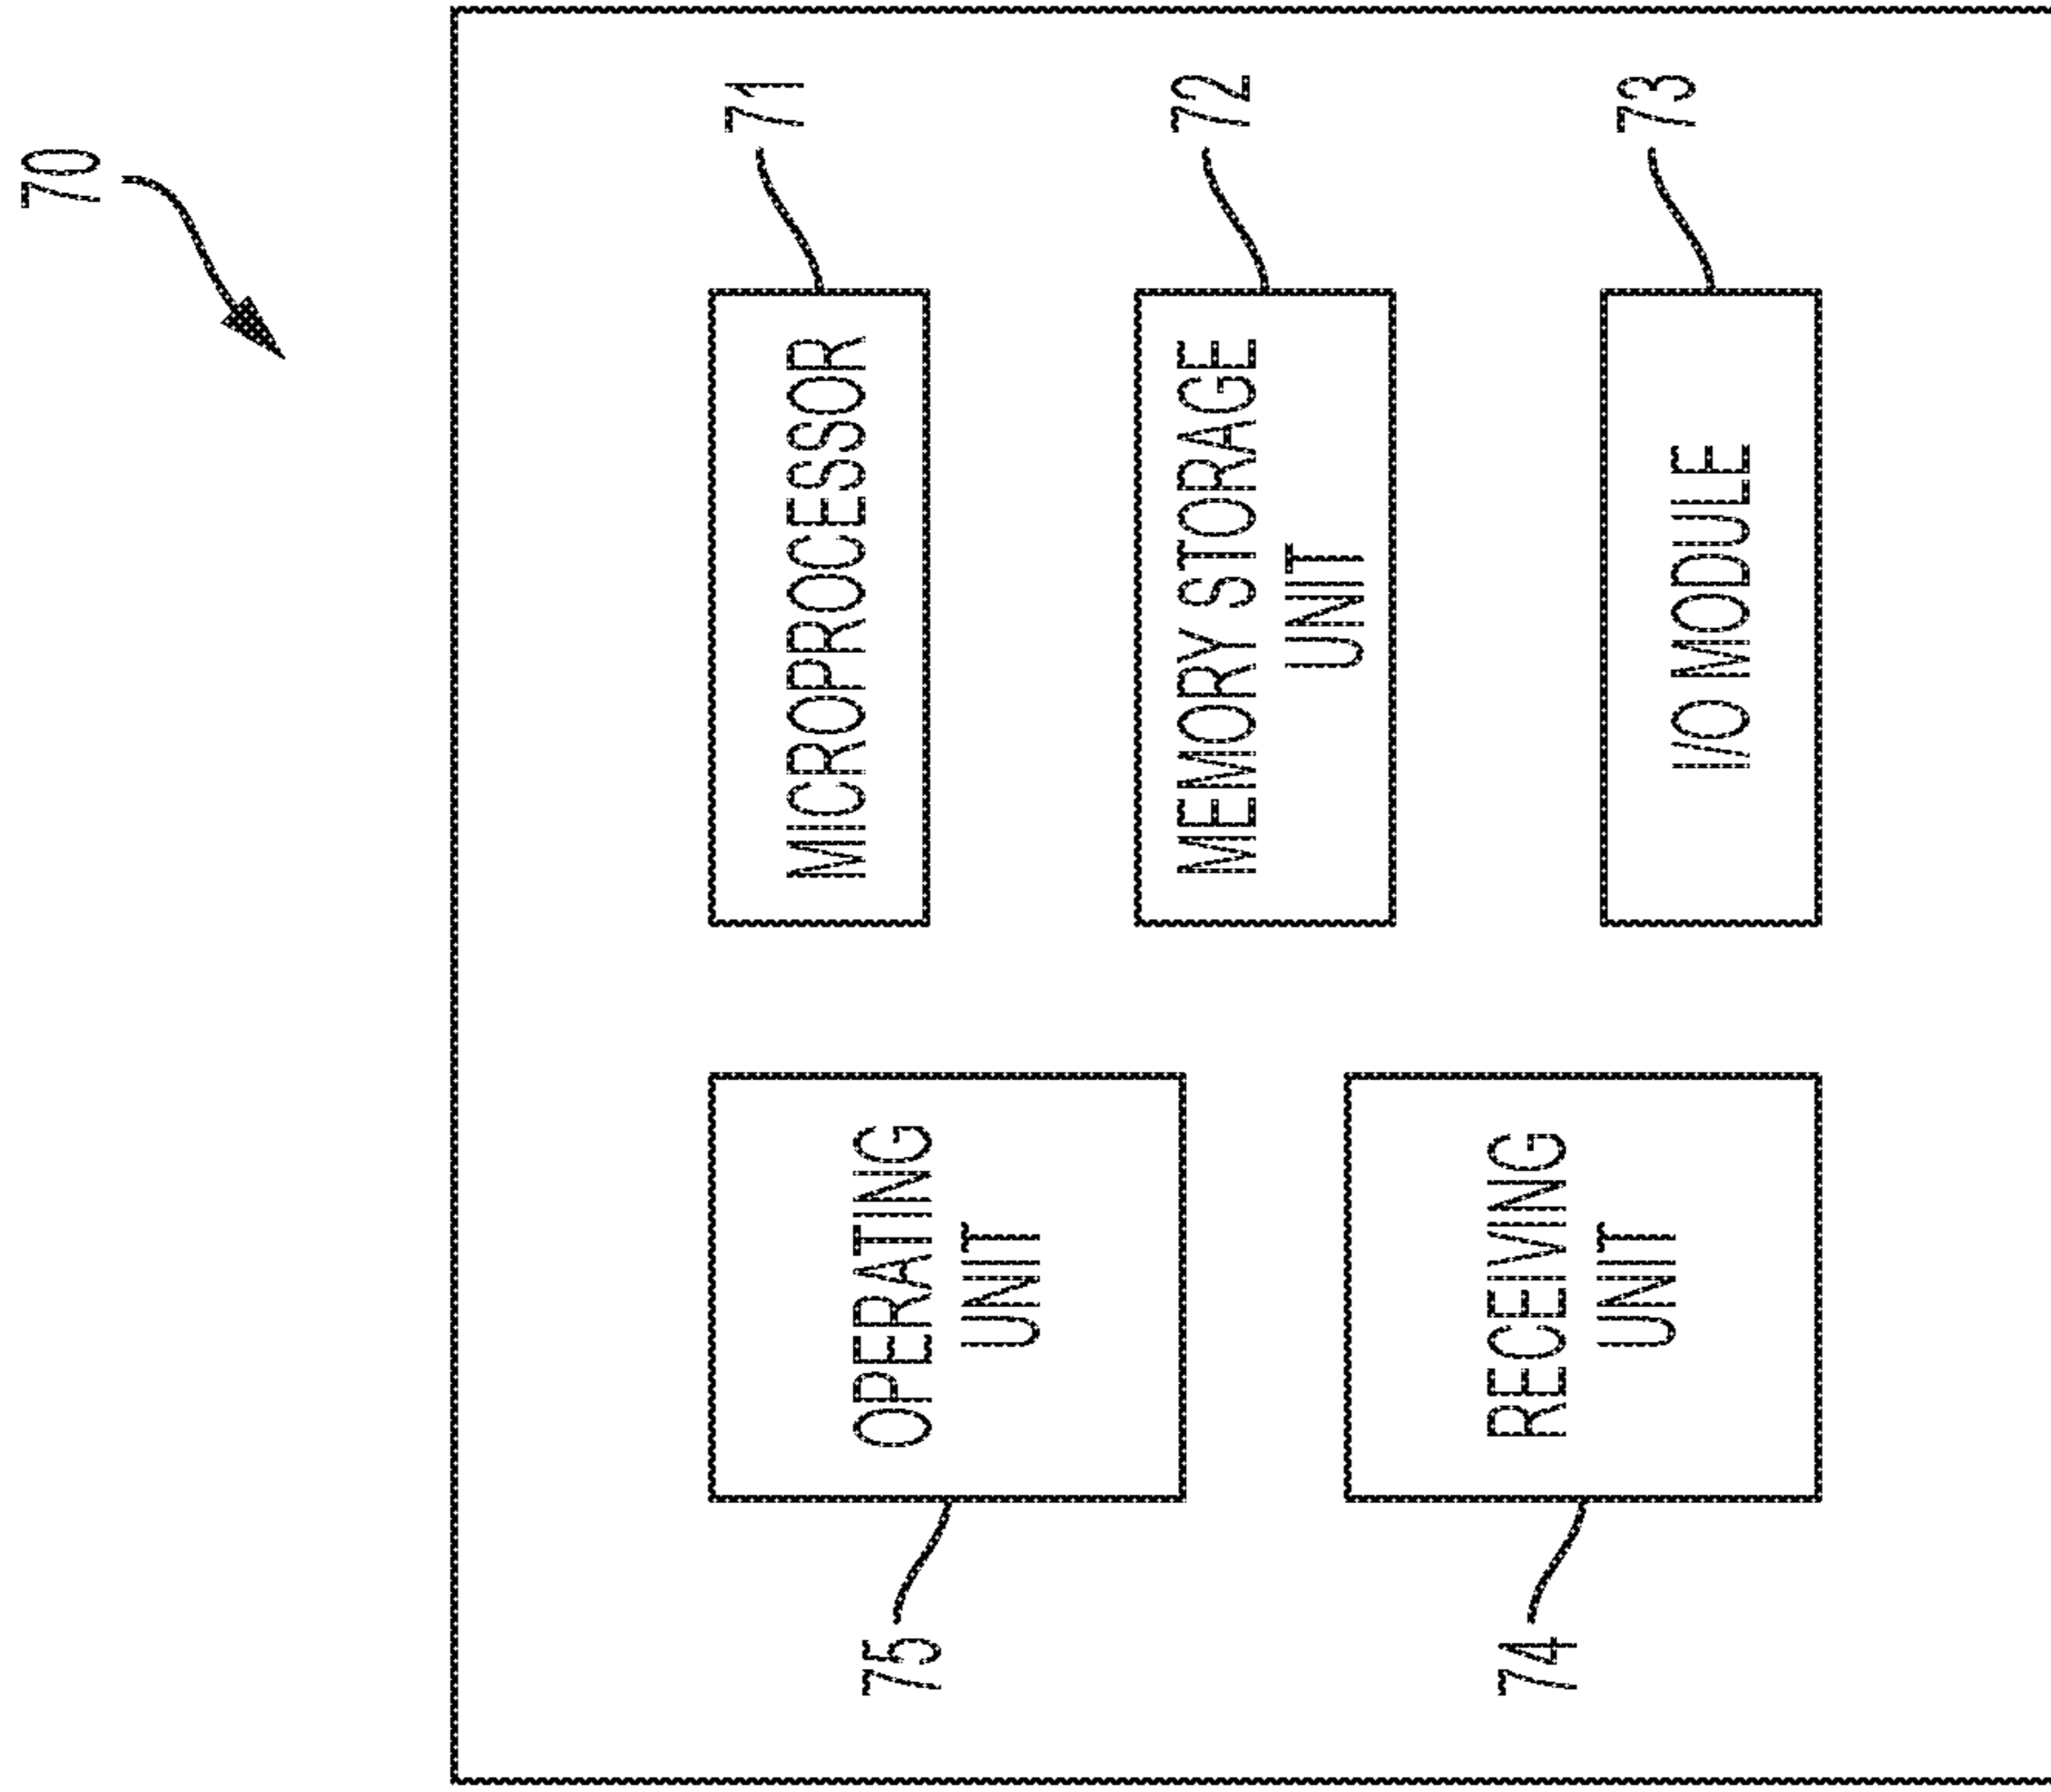 70
75
OPERATING
UNIT
MICROPROCESSOR
71
MEMORY STORAGE
UNIT
72
74
RECEIVING
UNIT
I/O MODULE
73